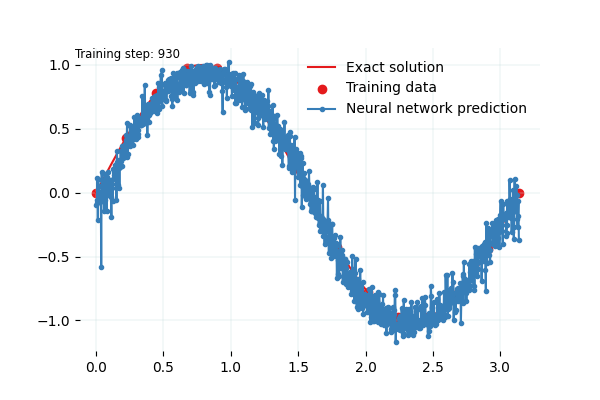 Training step: 930
Exact solution
Training data
Neural network prediction
1.0
0.5
0.0
−0.5
−1.0
0.0 0.5 1.0 1.5 2.0 2.5 3.0